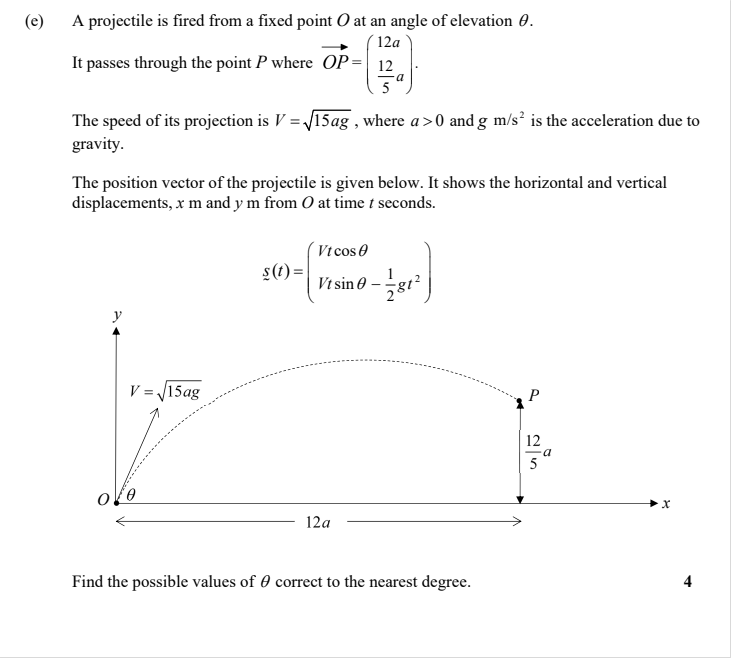 (e) A projectile is fired from a fixed point O at an angle of elevation θ.
It passes through the point P where $\overrightarrow{OP} = \begin{pmatrix} 12a \\ \frac{12}{5}a \end{pmatrix}$.
The speed of its projection is $V = \sqrt{15ag}$, where a > 0 and g m/s² is the acceleration due to
gravity.
The position vector of the projectile is given below. It shows the horizontal and vertical
displacements, x m and y m from O at time t seconds.
$\underset{\sim}{s}(t) = \begin{pmatrix} Vt\cos\theta \\ Vt\sin\theta - \frac{1}{2}gt^2 \end{pmatrix}$
y
$V = \sqrt{15ag}$
P
$\frac{12}{5}a$
O
θ
x
12a
Find the possible values of θ correct to the nearest degree. 4